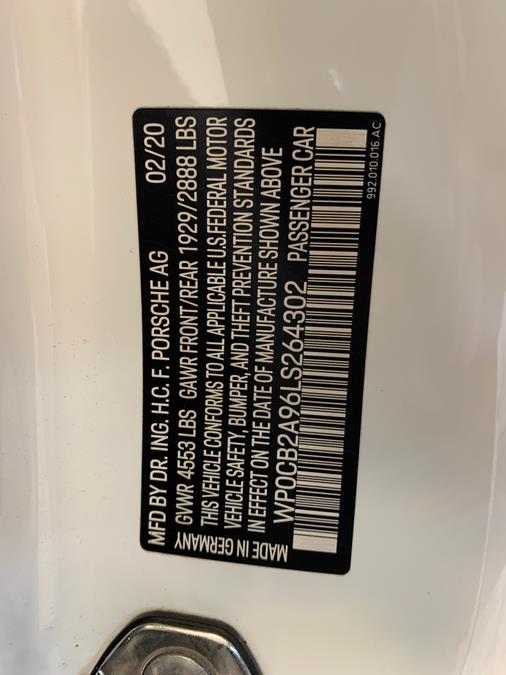 MFD BY DR. ING. H.C. F. PORSCHE AG 02/20
GVWR 4553 LBS GAWR FRONT/REAR 1929/2888 LBS
THIS VEHICLE CONFORMS TO ALL APPLICABLE U.S.FEDERAL MOTOR
VEHICLE SAFETY, BUMPER, AND THEFT PREVENTION STANDARDS
IN EFFECT ON THE DATE OF MANUFACTURE SHOWN ABOVE
MADE IN GERMANY
WP0CB2A96LS264302 PASSENGER CAR
992.010.016.AC